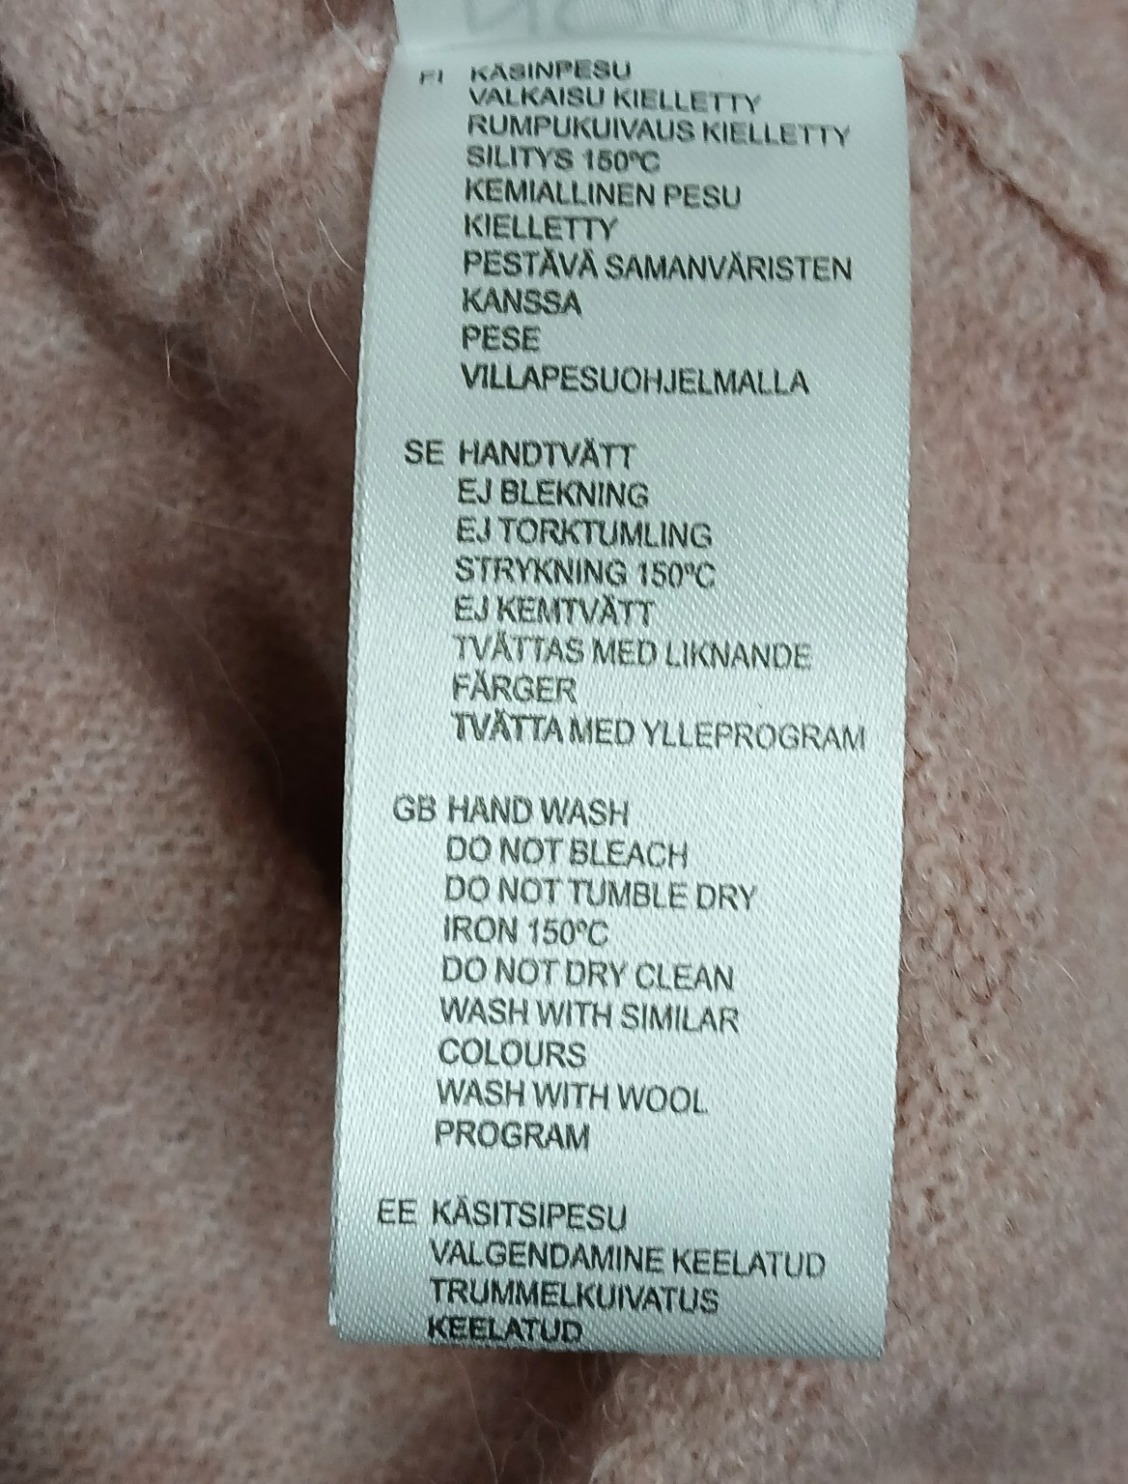 FI KÄSINPESU
VALKAISU KIELLETTY
RUMPUKUIVAUS KIELLETTY
SILITYS 150ºC
KEMIALLINEN PESU
KIELLETTY
PESTÄVÄ SAMANVÄRISTEN
KANSSA
PESE
VILLAPESUOHJELMALLA
SE HANDTVÄTT
EJ BLEKNING
EJ TORKTUMLING
STRYKNING 150ºC
EJ KEMTVÄTT
TVÄTTAS MED LIKNANDE
FÄRGER
TVÄTTA MED YLLEPROGRAM
GB HAND WASH
DO NOT BLEACH
DO NOT TUMBLE DRY
IRON 150ºC
DO NOT DRY CLEAN
WASH WITH SIMILAR
COLOURS
WASH WITH WOOL
PROGRAM
EE KÄSITSIPESU
VALGENDAMINE KEELATUD
TRUMMELKUIVATUS
KEELATUD